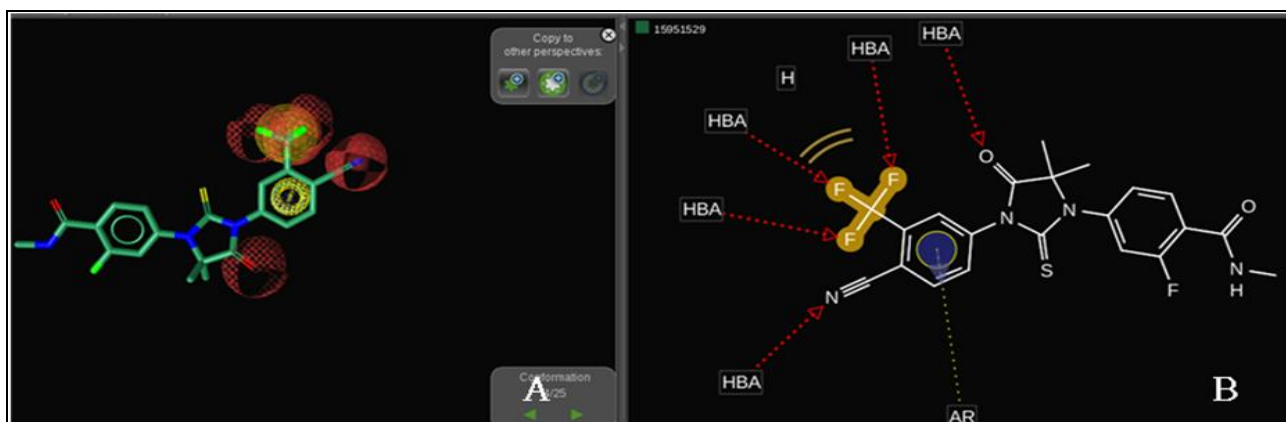 Copy to
other perspectives:
Conformation
/25
A
15951529
HBA
HBA
H
HBA
HBA
HBA
AR
F
F
F
N
O
N
N
S
F
O
N
H
B